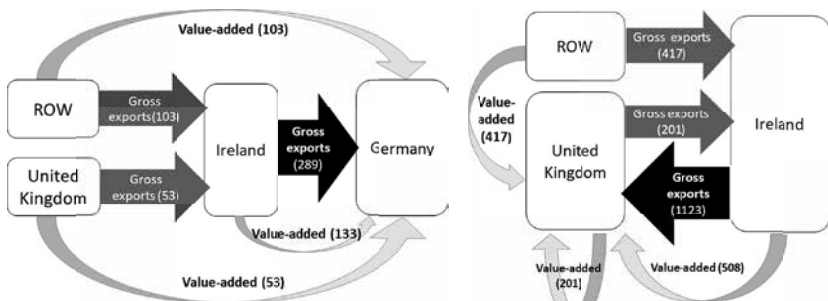 Value-added (103)
ROW
Gross
exports(103)
United
Kingdom
Gross
exports (53)
Ireland
Gross
exports
(289)
Germany
Value-added (133)
Value-added (53)
ROW
Gross exports
(417)
Value-
added
(417)
United
Kingdom
Gross exports
(201)
Ireland
Gross
exports
(1123)
Value-added
(201)
Value-added (508)